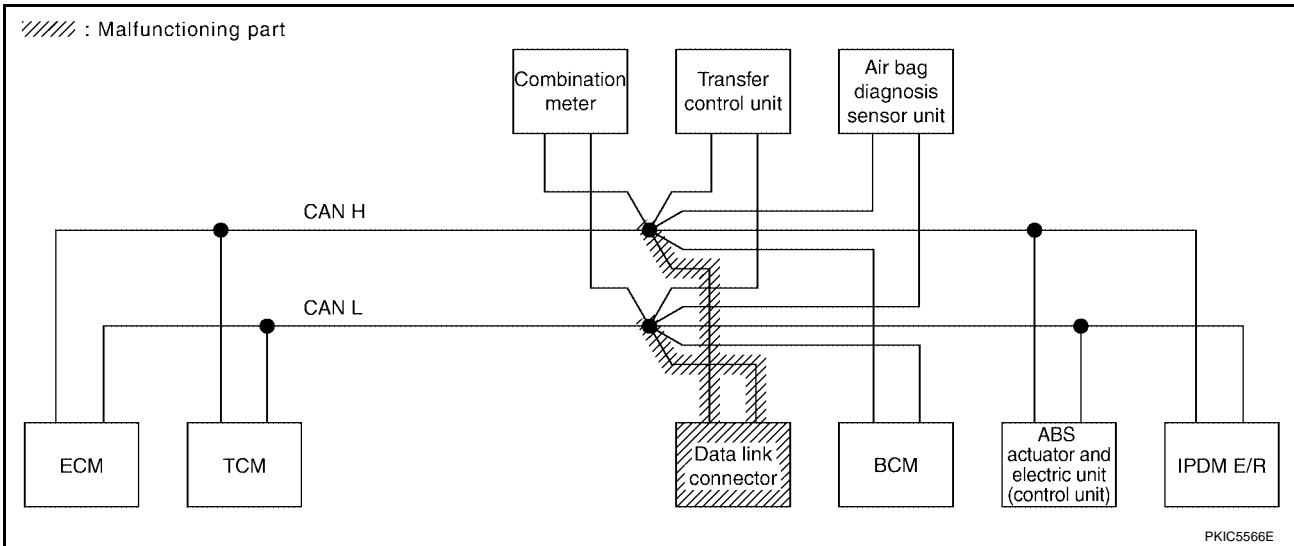 : Malfunctioning part
Combination
meter
Transfer
control unit
Air bag
diagnosis
sensor unit
CAN H
CAN L
ECM
TCM
Data link
connector
BCM
ABS
actuator and
electric unit
(control unit)
IPDM E/R
PKIC5566E